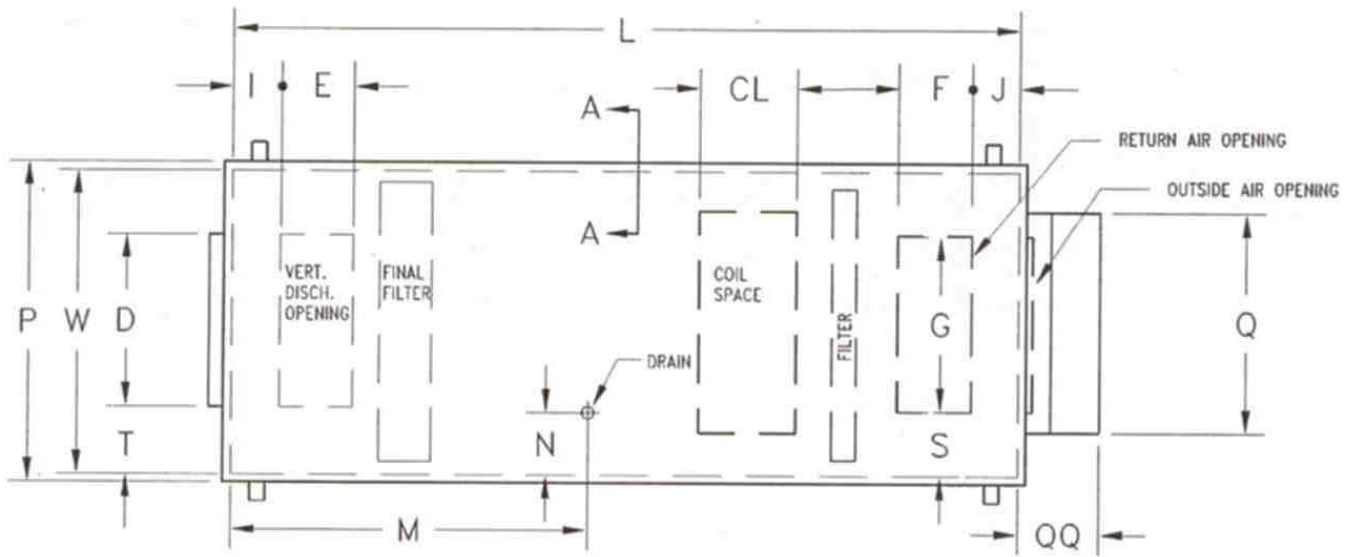 L
I E CL F J
A
RETURN AIR OPENING
OUTSIDE AIR OPENING
A
VERT.
DISCH.
OPENING
FINAL
FILTER
COIL
SPACE
FILTER
P W D G Q
DRAIN
T N S
M QQ